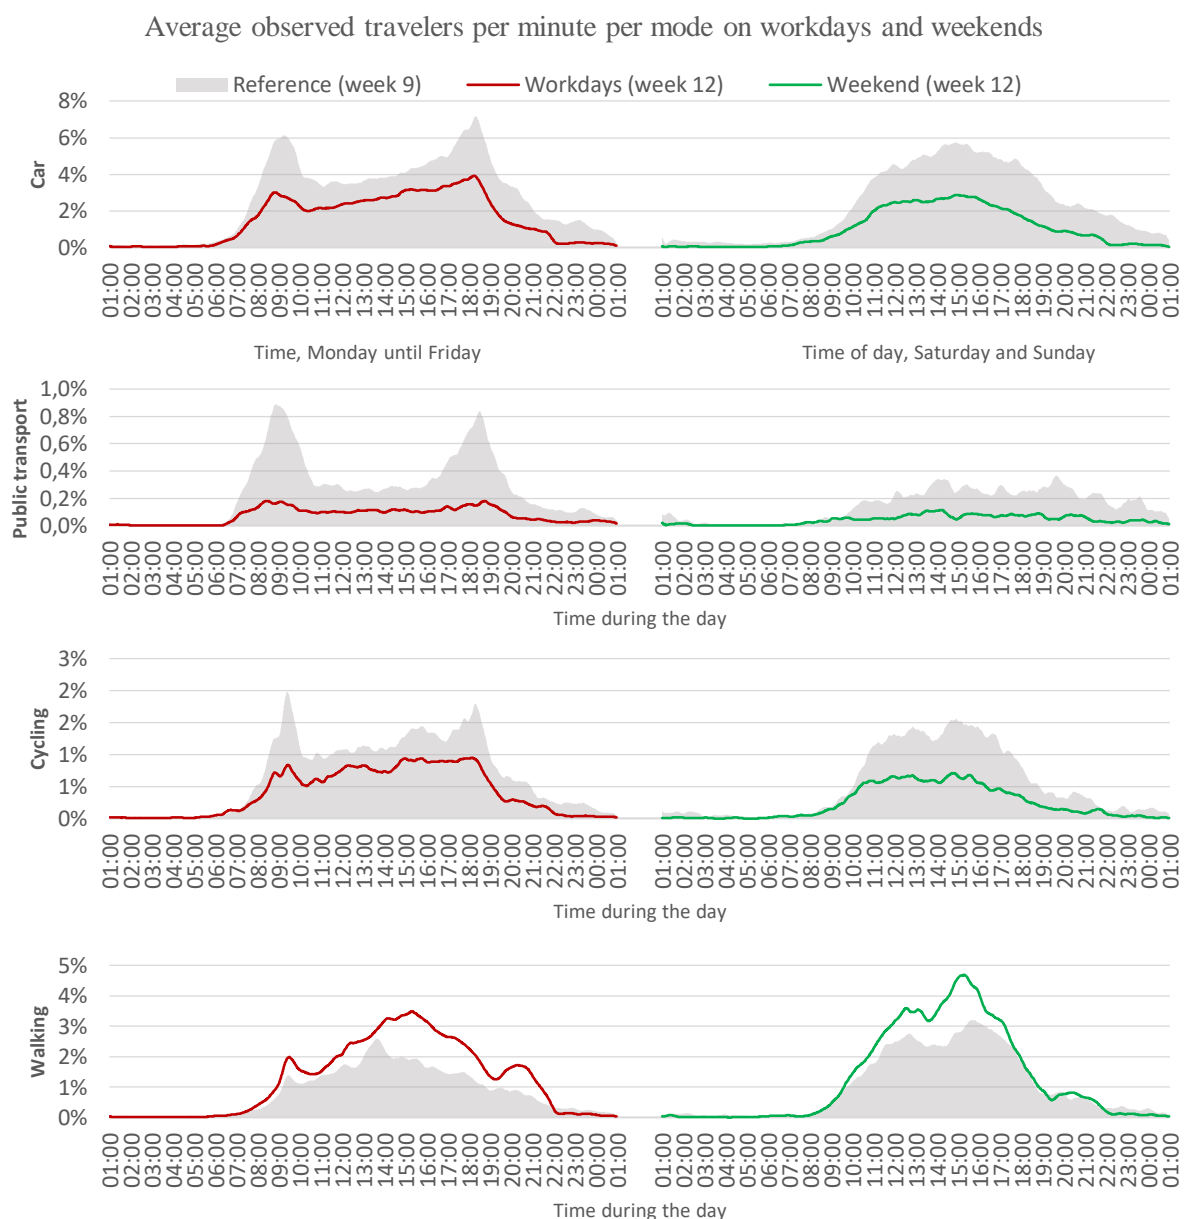 Average observed travelers per minute per mode on workdays and weekends
Reference (week 9) Workdays (week 12) Weekend (week 12)
Car
8%
6%
4%
2%
0%
01:00 02:00 03:00 04:00 05:00 06:00 07:00 08:00 09:00 10:00 11:00 12:00 13:00 14:00 15:00 16:00 17:00 18:00 19:00 20:00 21:00 22:00 23:00 00:00 01:00
01:00 02:00 03:00 04:00 05:00 06:00 07:00 08:00 09:00 10:00 11:00 12:00 13:00 14:00 15:00 16:00 17:00 18:00 19:00 20:00 21:00 22:00 23:00 00:00 01:00
Time, Monday until Friday
Time of day, Saturday and Sunday
Public transport
1,0%
0,8%
0,6%
0,4%
0,2%
0,0%
01:00 02:00 03:00 04:00 05:00 06:00 07:00 08:00 09:00 10:00 11:00 12:00 13:00 14:00 15:00 16:00 17:00 18:00 19:00 20:00 21:00 22:00 23:00 00:00 01:00
01:00 02:00 03:00 04:00 05:00 06:00 07:00 08:00 09:00 10:00 11:00 12:00 13:00 14:00 15:00 16:00 17:00 18:00 19:00 20:00 21:00 22:00 23:00 00:00 01:00
Time during the day
Cycling
3%
2%
2%
1%
1%
0%
01:00 02:00 03:00 04:00 05:00 06:00 07:00 08:00 09:00 10:00 11:00 12:00 13:00 14:00 15:00 16:00 17:00 18:00 19:00 20:00 21:00 22:00 23:00 00:00 01:00
01:00 02:00 03:00 04:00 05:00 06:00 07:00 08:00 09:00 10:00 11:00 12:00 13:00 14:00 15:00 16:00 17:00 18:00 19:00 20:00 21:00 22:00 23:00 00:00 01:00
Time during the day
Walking
5%
4%
3%
2%
1%
0%
01:00 02:00 03:00 04:00 05:00 06:00 07:00 08:00 09:00 10:00 11:00 12:00 13:00 14:00 15:00 16:00 17:00 18:00 19:00 20:00 21:00 22:00 23:00 00:00 01:00
01:00 02:00 03:00 04:00 05:00 06:00 07:00 08:00 09:00 10:00 11:00 12:00 13:00 14:00 15:00 16:00 17:00 18:00 19:00 20:00 21:00 22:00 23:00 00:00 01:00
Time during the day